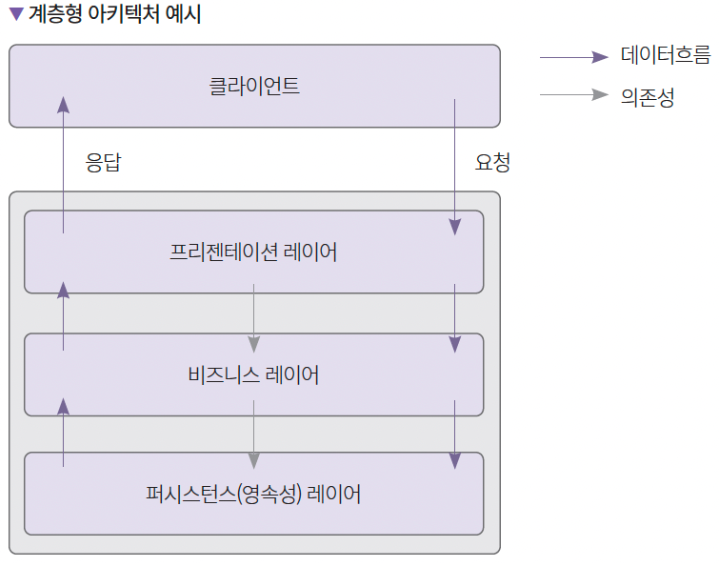 ▼ 계층형 아키텍처 예시
클라이언트
데이터흐름
의존성
응답
요청
프리젠테이션 레이어
비즈니스 레이어
퍼시스턴스(영속성) 레이어